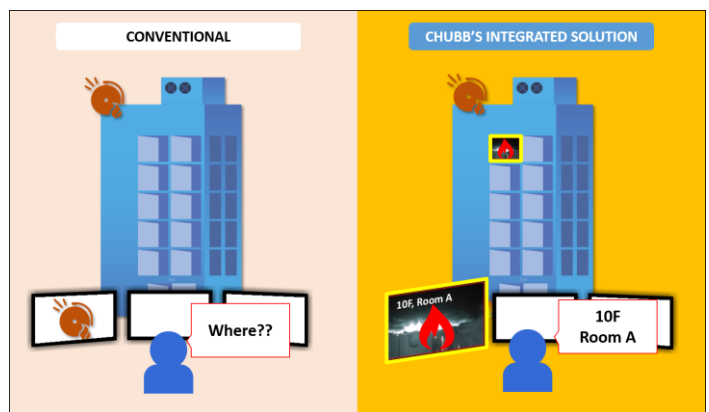 CONVENTIONAL
CHUBB'S INTEGRATED SOLUTION
Where??
10F, Room A
10F
Room A